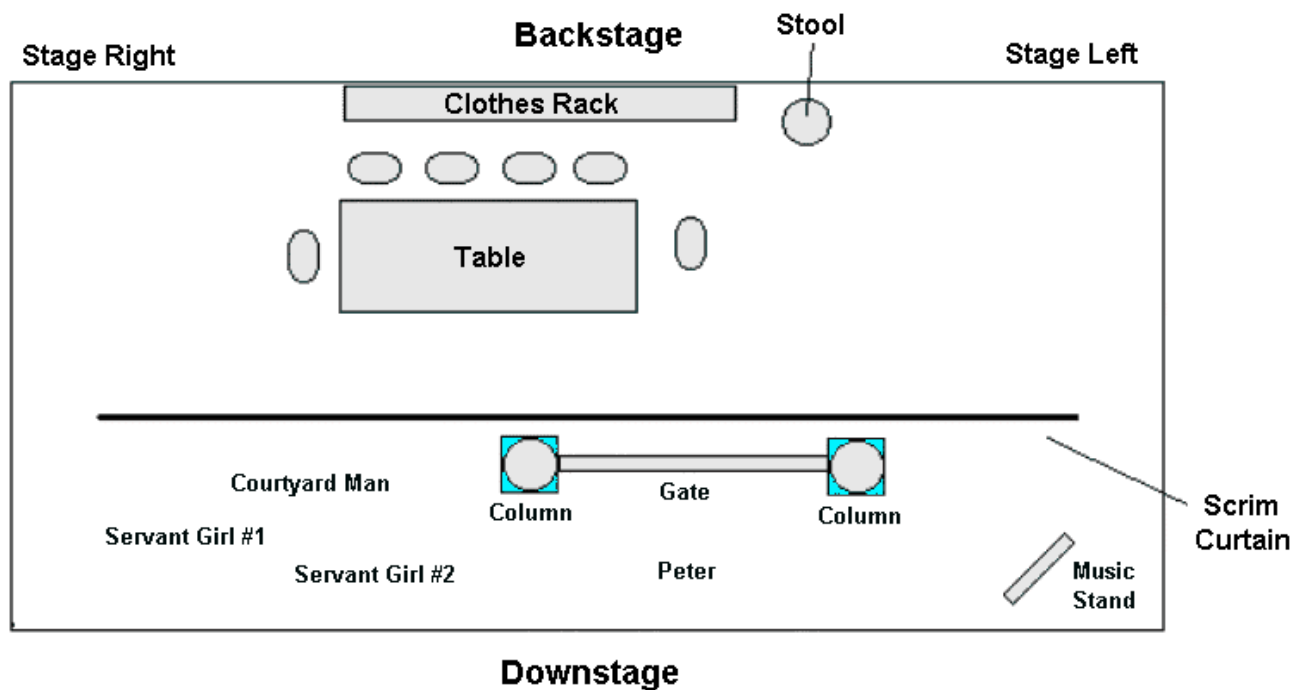 Stool
Backstage
Stage Right
Stage Left
Clothes Rack
Table
Courtyard Man
Gate
Column
Column
Scrim
Curtain
Servant Girl #1
Servant Girl #2
Peter
Music
Stand
Downstage